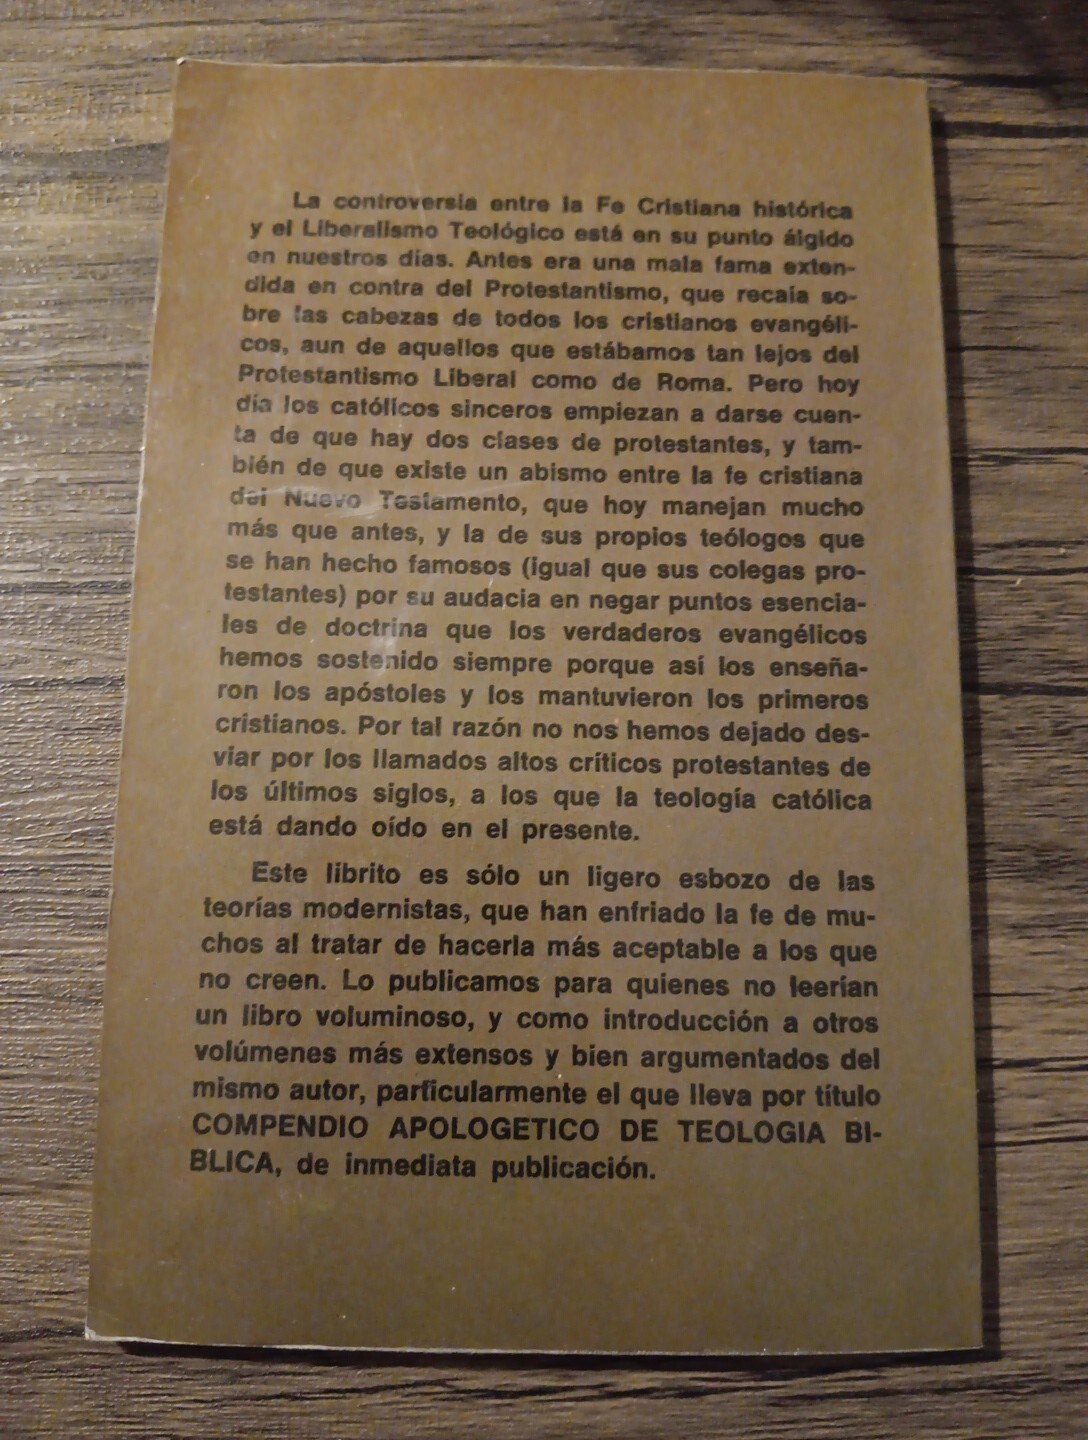 La controversia entre la Fe Cristiana histórica
y el Liberalismo Teológico está en su punto álgido
en nuestros días. Antes era una mala fama exten-
dida en contra del Protestantismo, que recaía so-
bre las cabezas de todos los cristianos evangéli-
cos, aun de aquellos que estábamos tan lejos del
Protestantismo Liberal como de Roma. Pero hoy
día los católicos sinceros empiezan a darse cuen-
ta de que hay dos clases de protestantes, y tam-
bién de que existe un abismo entre la fe cristiana
del Nuevo Testamento, que hoy manejan mucho
más que antes, y la de sus propios teólogos que
se han hecho famosos (igual que sus colegas pro-
testantes) por su audacia en negar puntos esencia-
les de doctrina que los verdaderos evangélicos
hemos sostenido siempre porque así los enseña-
ron los apóstoles y los mantuvieron los primeros
cristianos. Por tal razón no nos hemos dejado des-
viar por los llamados altos críticos protestantes de
los últimos siglos, a los que la teología católica
está dando oído en el presente.
Este librito es sólo un ligero esbozo de las
teorías modernistas, que han enfriado la fe de mu-
chos al tratar de hacerla más aceptable a los que
no creen. Lo publicamos para quienes no leerían
un libro voluminoso, y como introducción a otros
volúmenes más extensos y bien argumentados del
mismo autor, particularmente el que lleva por título
COMPENDIO APOLOGETICO DE TEOLOGIA BI-
BLICA, de inmediata publicación.